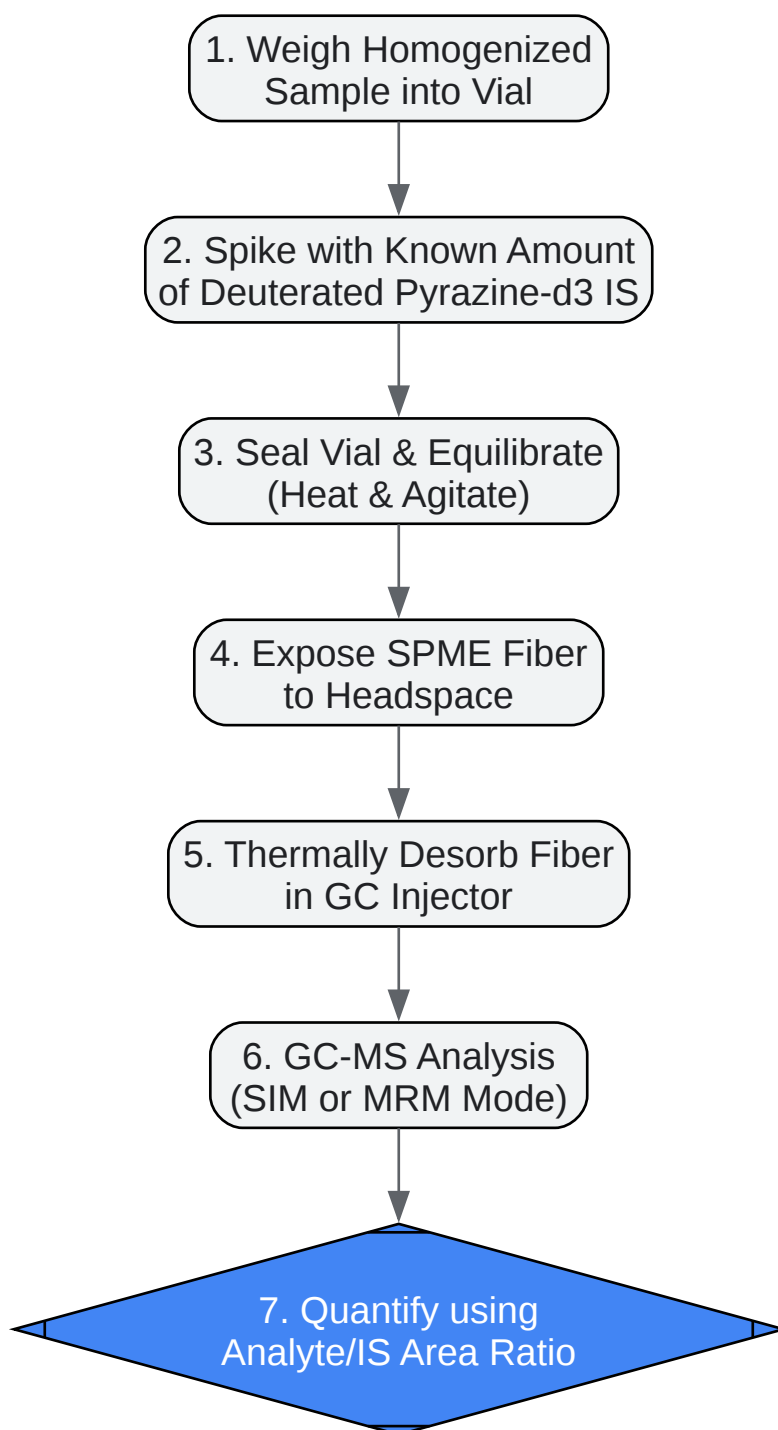 1. Weigh Homogenized
Sample into Vial
2. Spike with Known Amount
of Deuterated Pyrazine-d3 IS
3. Seal Vial & Equilibrate
(Heat & Agitate)
4. Expose SPME Fiber
to Headspace
5. Thermally Desorb Fiber
in GC Injector
6. GC-MS Analysis
(SIM or MRM Mode)
7. Quantify using
Analyte/IS Area Ratio